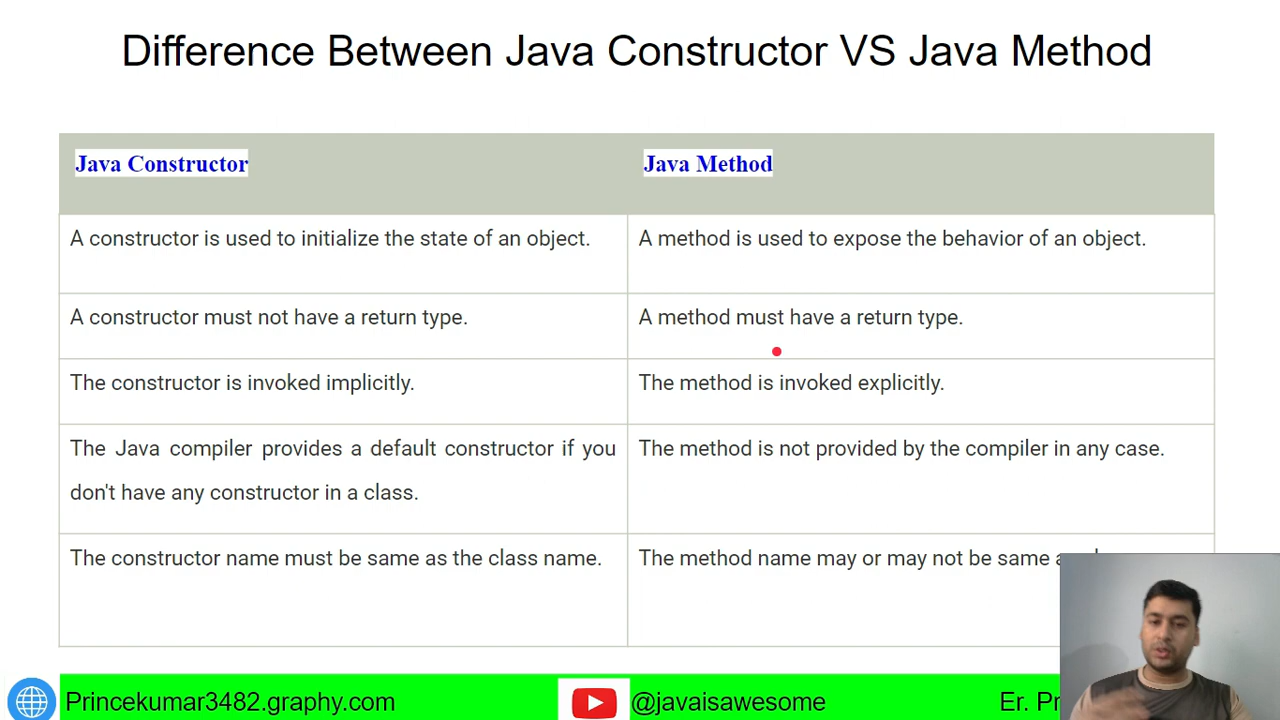 Difference Between Java Constructor VS Java Method
Java Constructor
Java Method
A constructor is used to initialize the state of an object.
A method is used to expose the behavior of an object.
A constructor must not have a return type.
A method must have a return type.
The constructor is invoked implicitly.
The method is invoked explicitly.
The Java compiler provides a default constructor if you
don't have any constructor in a class.
The method is not provided by the compiler in any case.
The constructor name must be same as the class name.
The method name may or may not be same
Princekumar3482.graphy.com
@javaisawesome
Er.